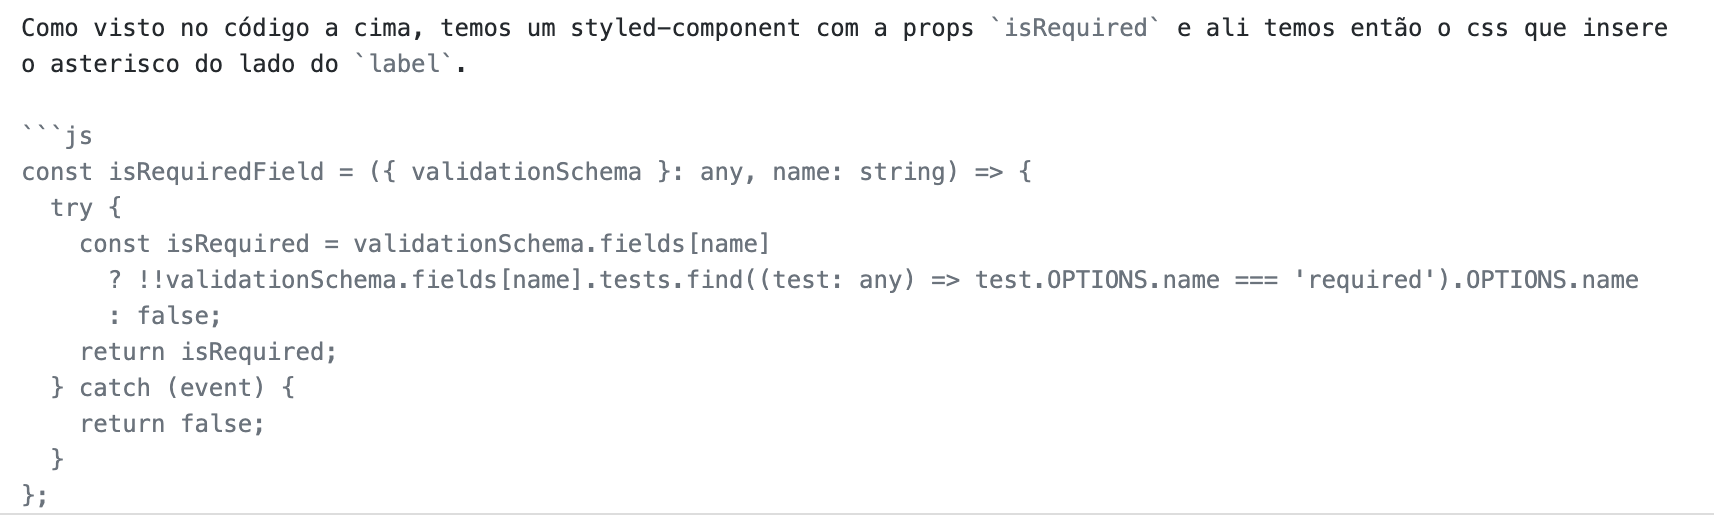 Como visto no código a cima, temos um styled-component com a props `isRequired` e ali temos então o css que insere
o asterisco do lado do `label`.

```js
const isRequiredField = ({ validationSchema }: any, name: string) => {
  try {
    const isRequired = validationSchema.fields[name]
      ? !!validationSchema.fields[name].tests.find((test: any) => test.OPTIONS.name === 'required').OPTIONS.name
      : false;
    return isRequired;
  } catch (event) {
    return false;
  }
};